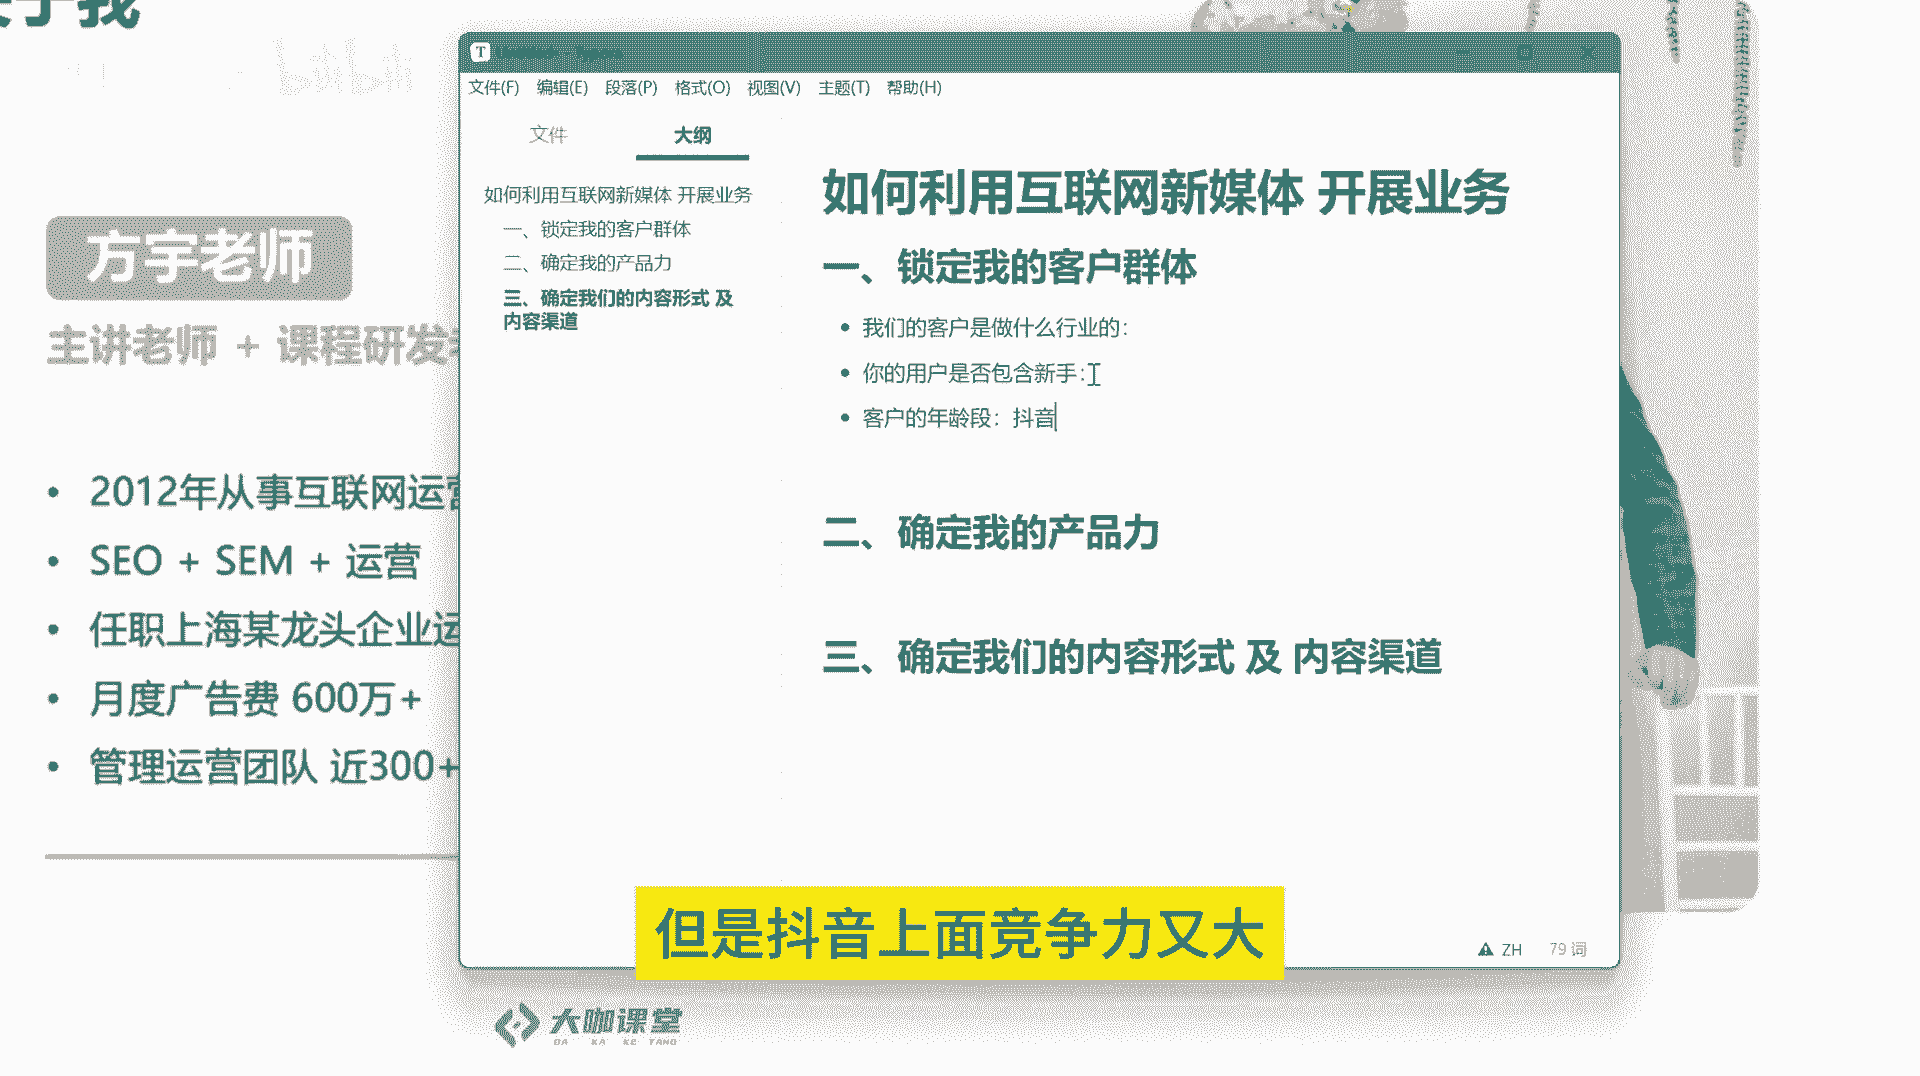 方宇老师
主讲老师 + 课程研发
• 2012年从事互联网运营
• SEO + SEM + 运营
• 任职上海某龙头企业运
• 月度广告费 600万+
• 管理运营团队 近300+
bilibili
T
文件(F) 编辑(E) 段落(P) 格式(O) 视图(V) 主题(T) 帮助(H)
文件 大纲
如何利用互联网新媒体 开展业务
一、锁定我的客户群体
二、确定我的产品力
三、确定我们的内容形式 及
内容渠道
如何利用互联网新媒体 开展业务
一、锁定我的客户群体
• 我们的客户是做什么行业的：
• 你的用户是否包含新手：
• 客户的年龄段：抖音
二、确定我的产品力
三、确定我们的内容形式 及 内容渠道
ZH 79 词
但是抖音上面竞争力又大
大咖课堂
DA KA KE TANG